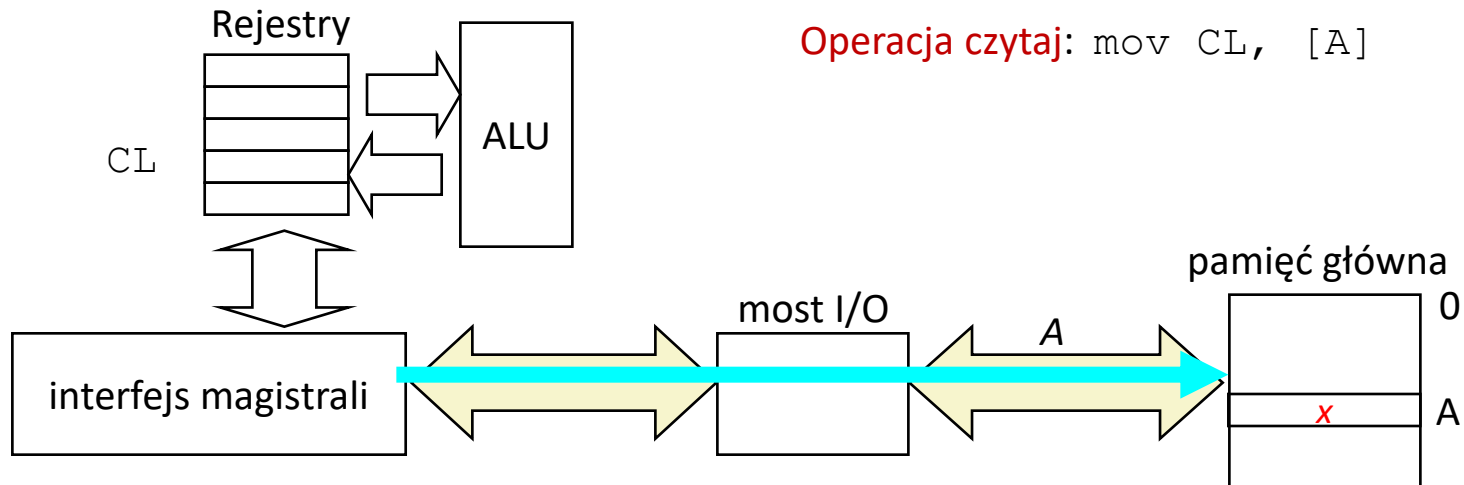 Rejestry
Operacja czytaj: mov CL, [A]
ALU
CL
pamięć główna
0
most I/O
A
interfejs magistrali
x
A